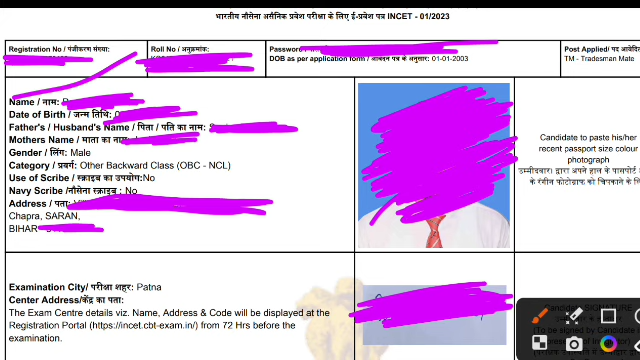 भारतीय नौसेना असैनिक प्रवेश परीक्षा के लिए ई-प्रवेश पत्र INCET - 01/2023
Registration No / पंजीकरण संख्या:
Roll No / अनुक्रमांक:
Password
DOB as per application form / आवेदन पत्र के अनुसार: 01-01-2003
Post Applied / पद आवेदि
TM - Tradesman Mate
Name / नाम:
Date of Birth / जन्म तिथि:
Father's / Husband's Name / पिता / पति का नाम:
Mothers Name / माता का नाम
Gender / लिंग: Male
Category / प्रवर्ग: Other Backward Class (OBC - NCL)
Use of Scribe / स्क्राइब का उपयोग:No
Navy Scribe /नौसेना स्क्राइब : No
Address / पता:
Chapra, SARAN,
BIHAR
Candidate to paste his/her
recent passport size colour
photograph
उम्मीदवार द्वारा अपने हाल के पासपोर्ट
के रंगीन फोटोग्राफ को चिपकाने के लि
Examination City/ परीक्षा शहर: Patna
Center Address/केंद्र का पता:
The Exam Centre details viz. Name, Address & Code will be displayed at
the Registration Portal (https://incet.cbt-exam.in/) from 72 Hrs before the
examination.